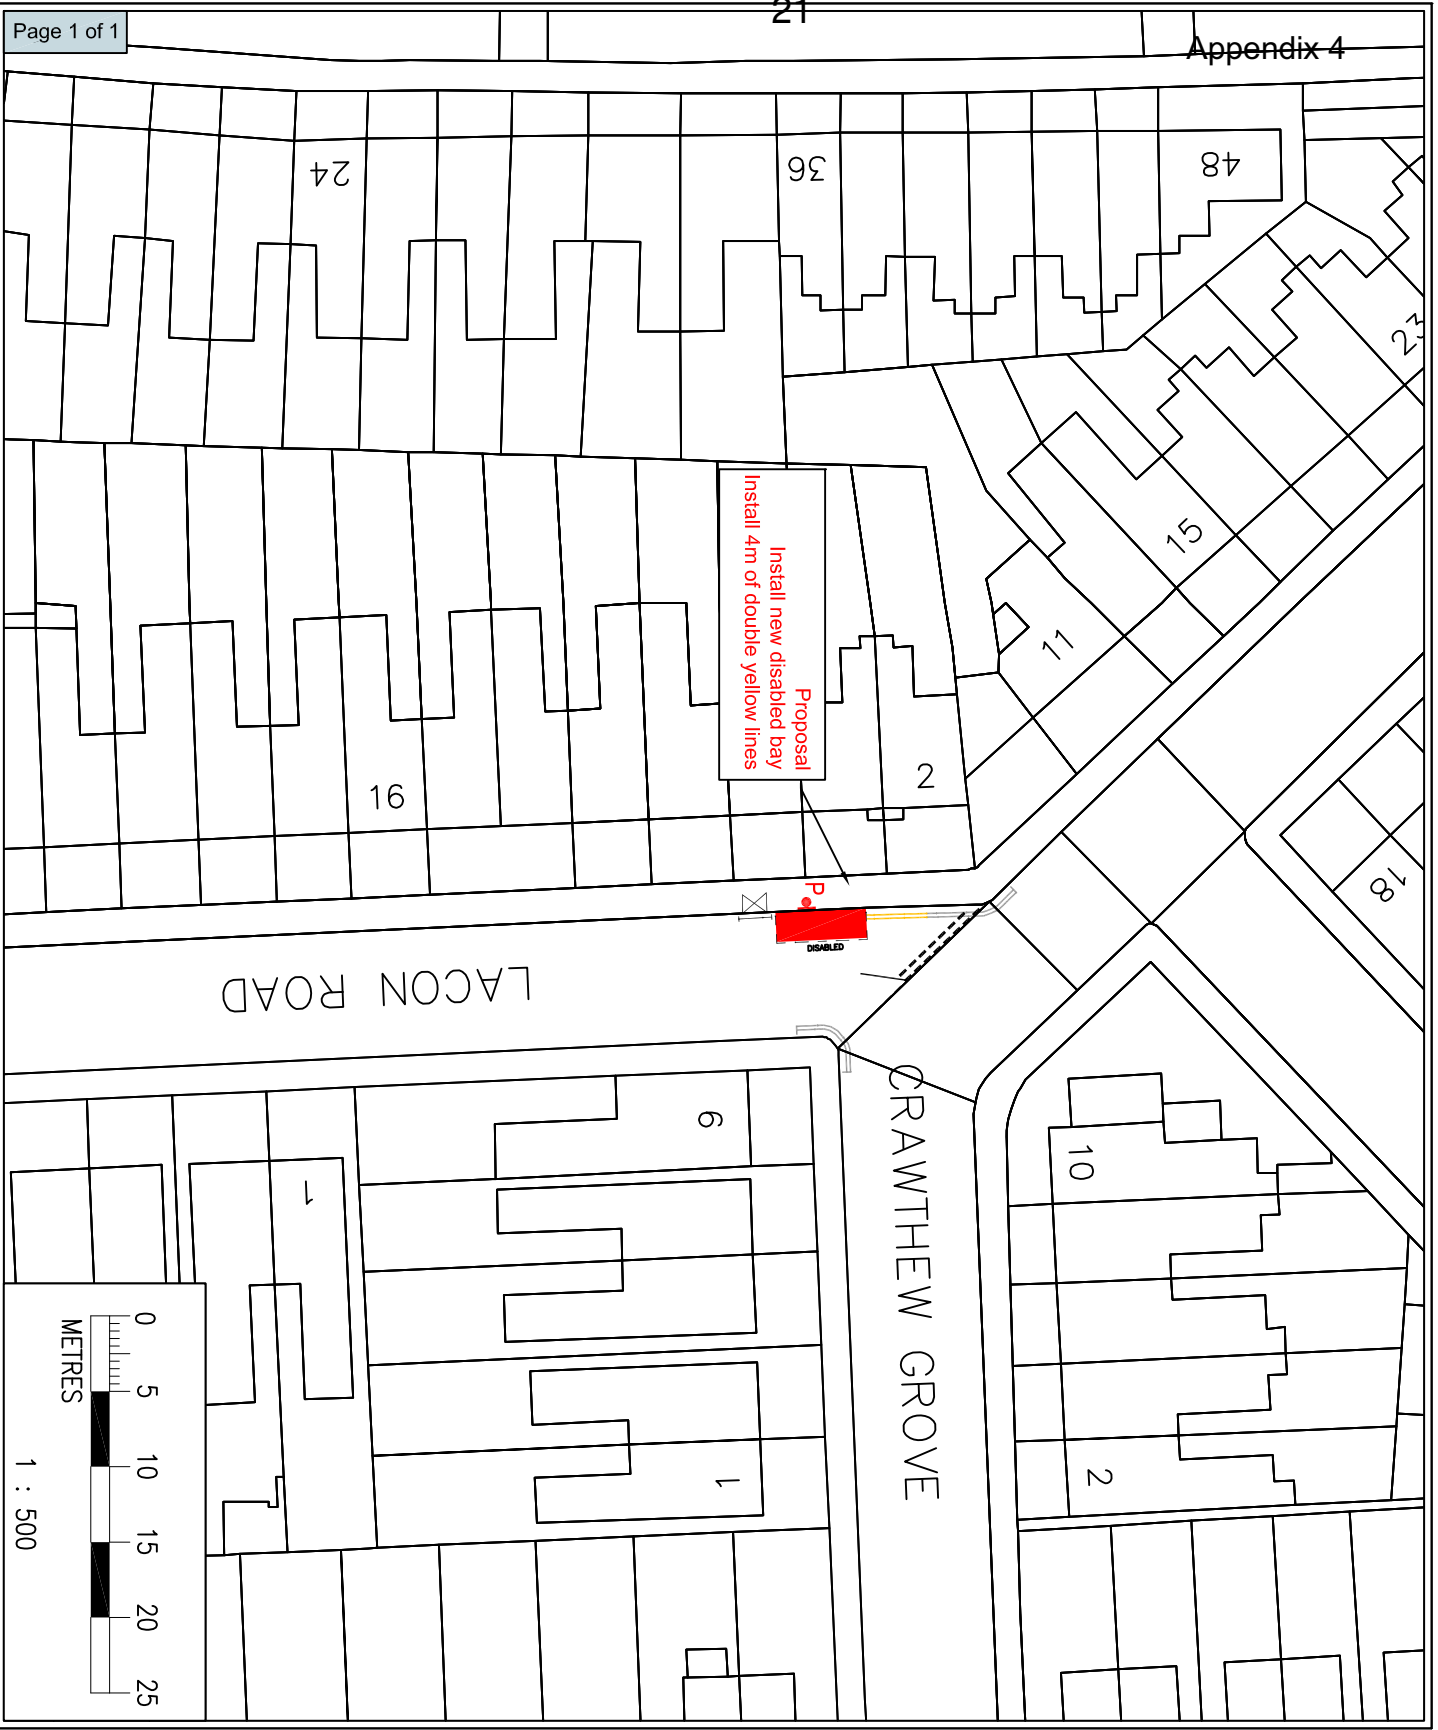 21
Page 1 of 1
Appendix 4
24
36
48
23
15
11
Proposal
Install new disabled bay
Install 4m of double yellow lines
2
16
18
P
DISABLED
LACON ROAD
CRAWTHEW GROVE
6
10
1
1
2
0 5 10 15 20 25
METRES
1 : 500